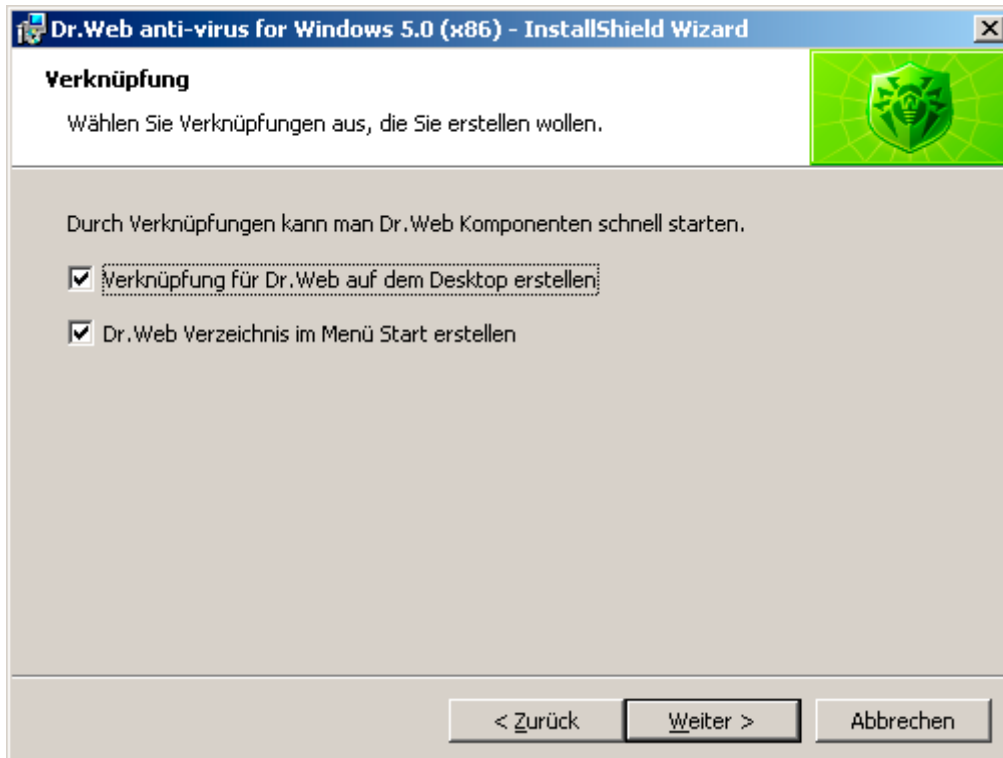 Dr.Web anti-virus for Windows 5.0 (x86) - InstallShield Wizard
Verknüpfung
Wählen Sie Verknüpfungen aus, die Sie erstellen wollen.
Durch Verknüpfungen kann man Dr.Web Komponenten schnell starten.
Verknüpfung für Dr.Web auf dem Desktop erstellen
Dr.Web Verzeichnis im Menü Start erstellen
< Zurück
Weiter >
Abbrechen